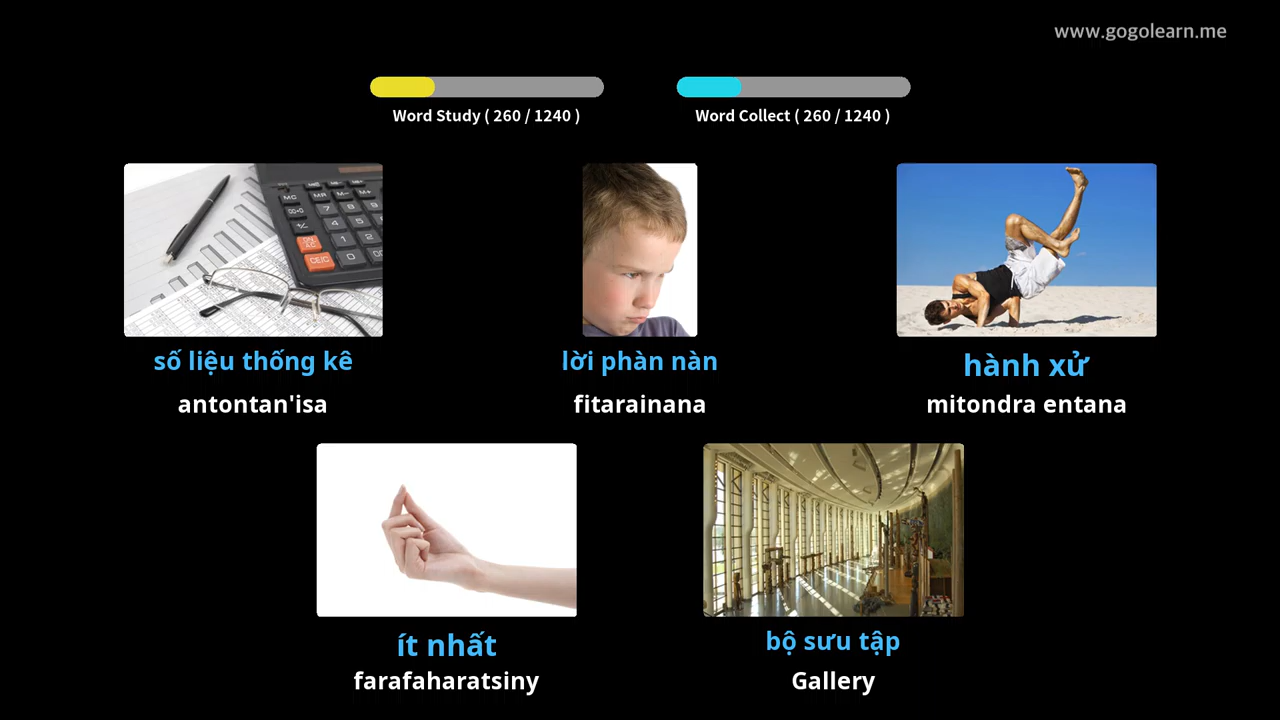 www.gogolearn.me
Word Study ( 260 / 1240 )
Word Collect ( 260 / 1240 )
số liệu thống kê
lời phàn nàn
hành xử
antontan'isa
fitarainana
mitondra entana
ít nhất
bộ sưu tập
farafaharatsiny
Gallery